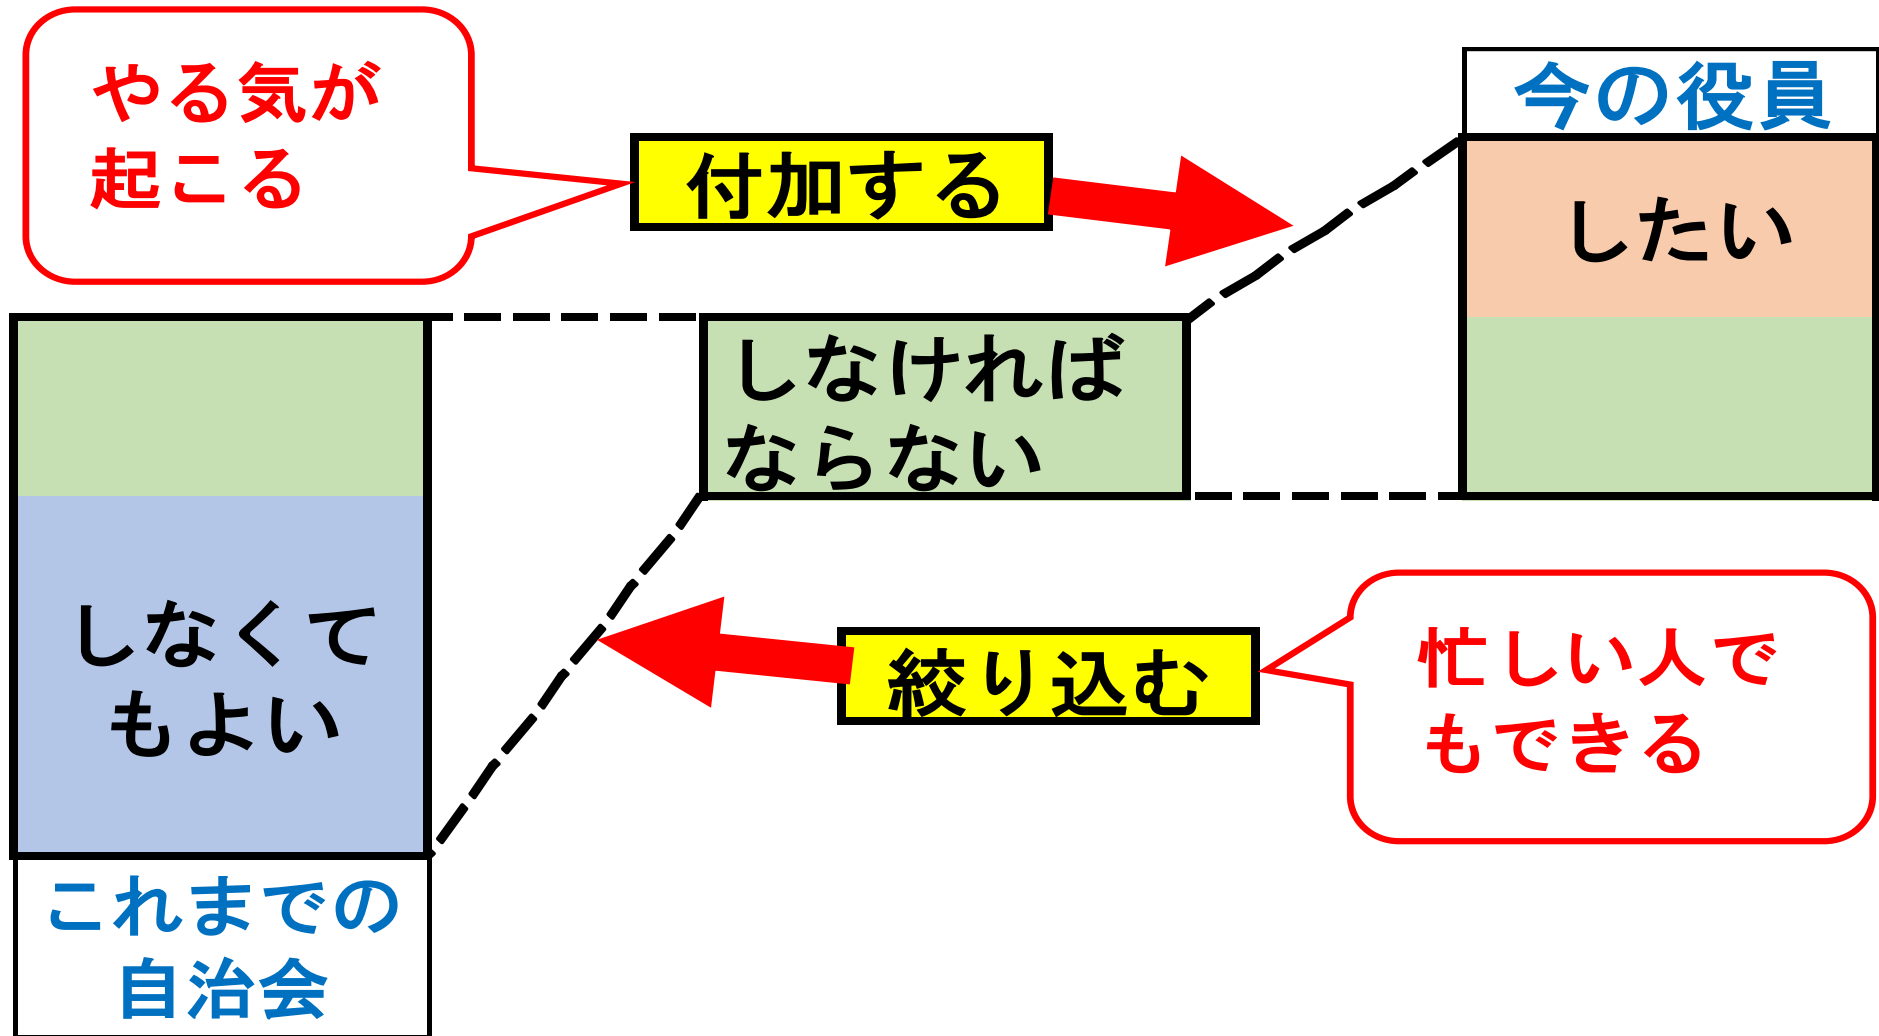 やる気が
起こる
付加する
今の役員
したい
しなければ
ならない
しなくて
もよい
絞り込む
忙しい人で
もできる
これまでの
自治会